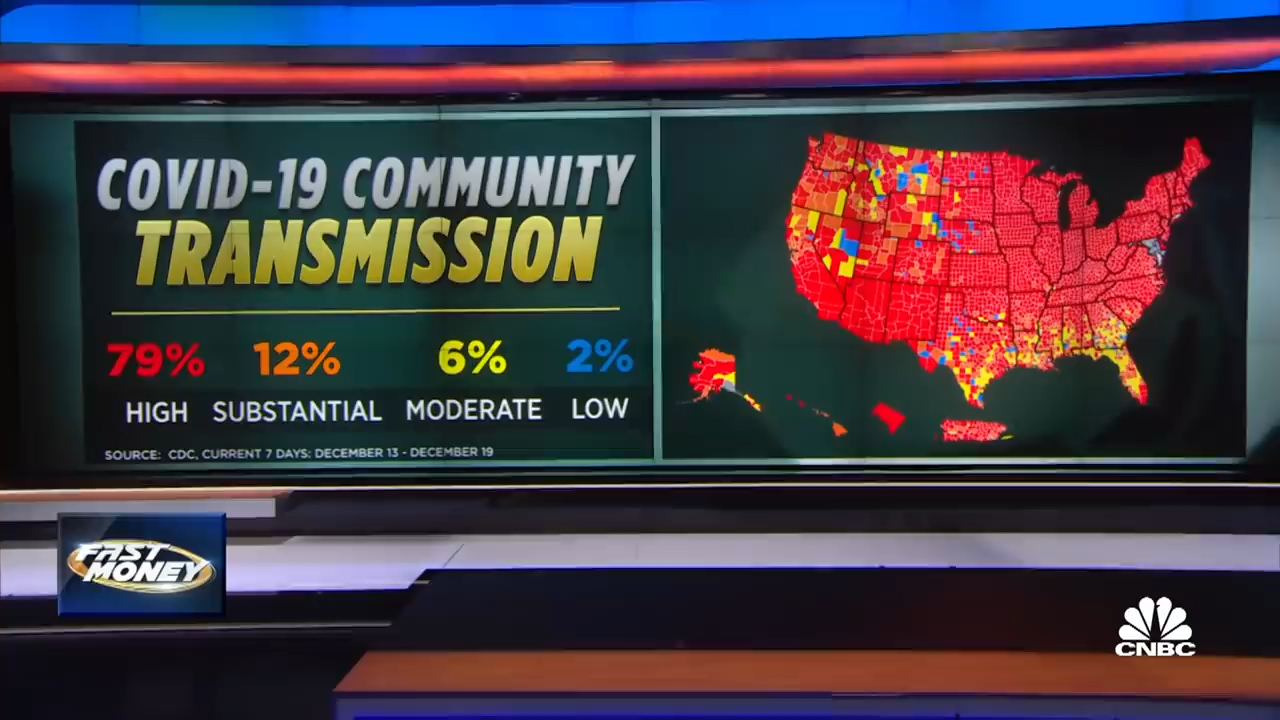 COVID-19 COMMUNITY
TRANSMISSION
79% 12% 6% 2%
HIGH SUBSTANTIAL MODERATE LOW
SOURCE: CDC, CURRENT 7 DAYS: DECEMBER 13 - DECEMBER 19
FAST
MONEY
CNBC